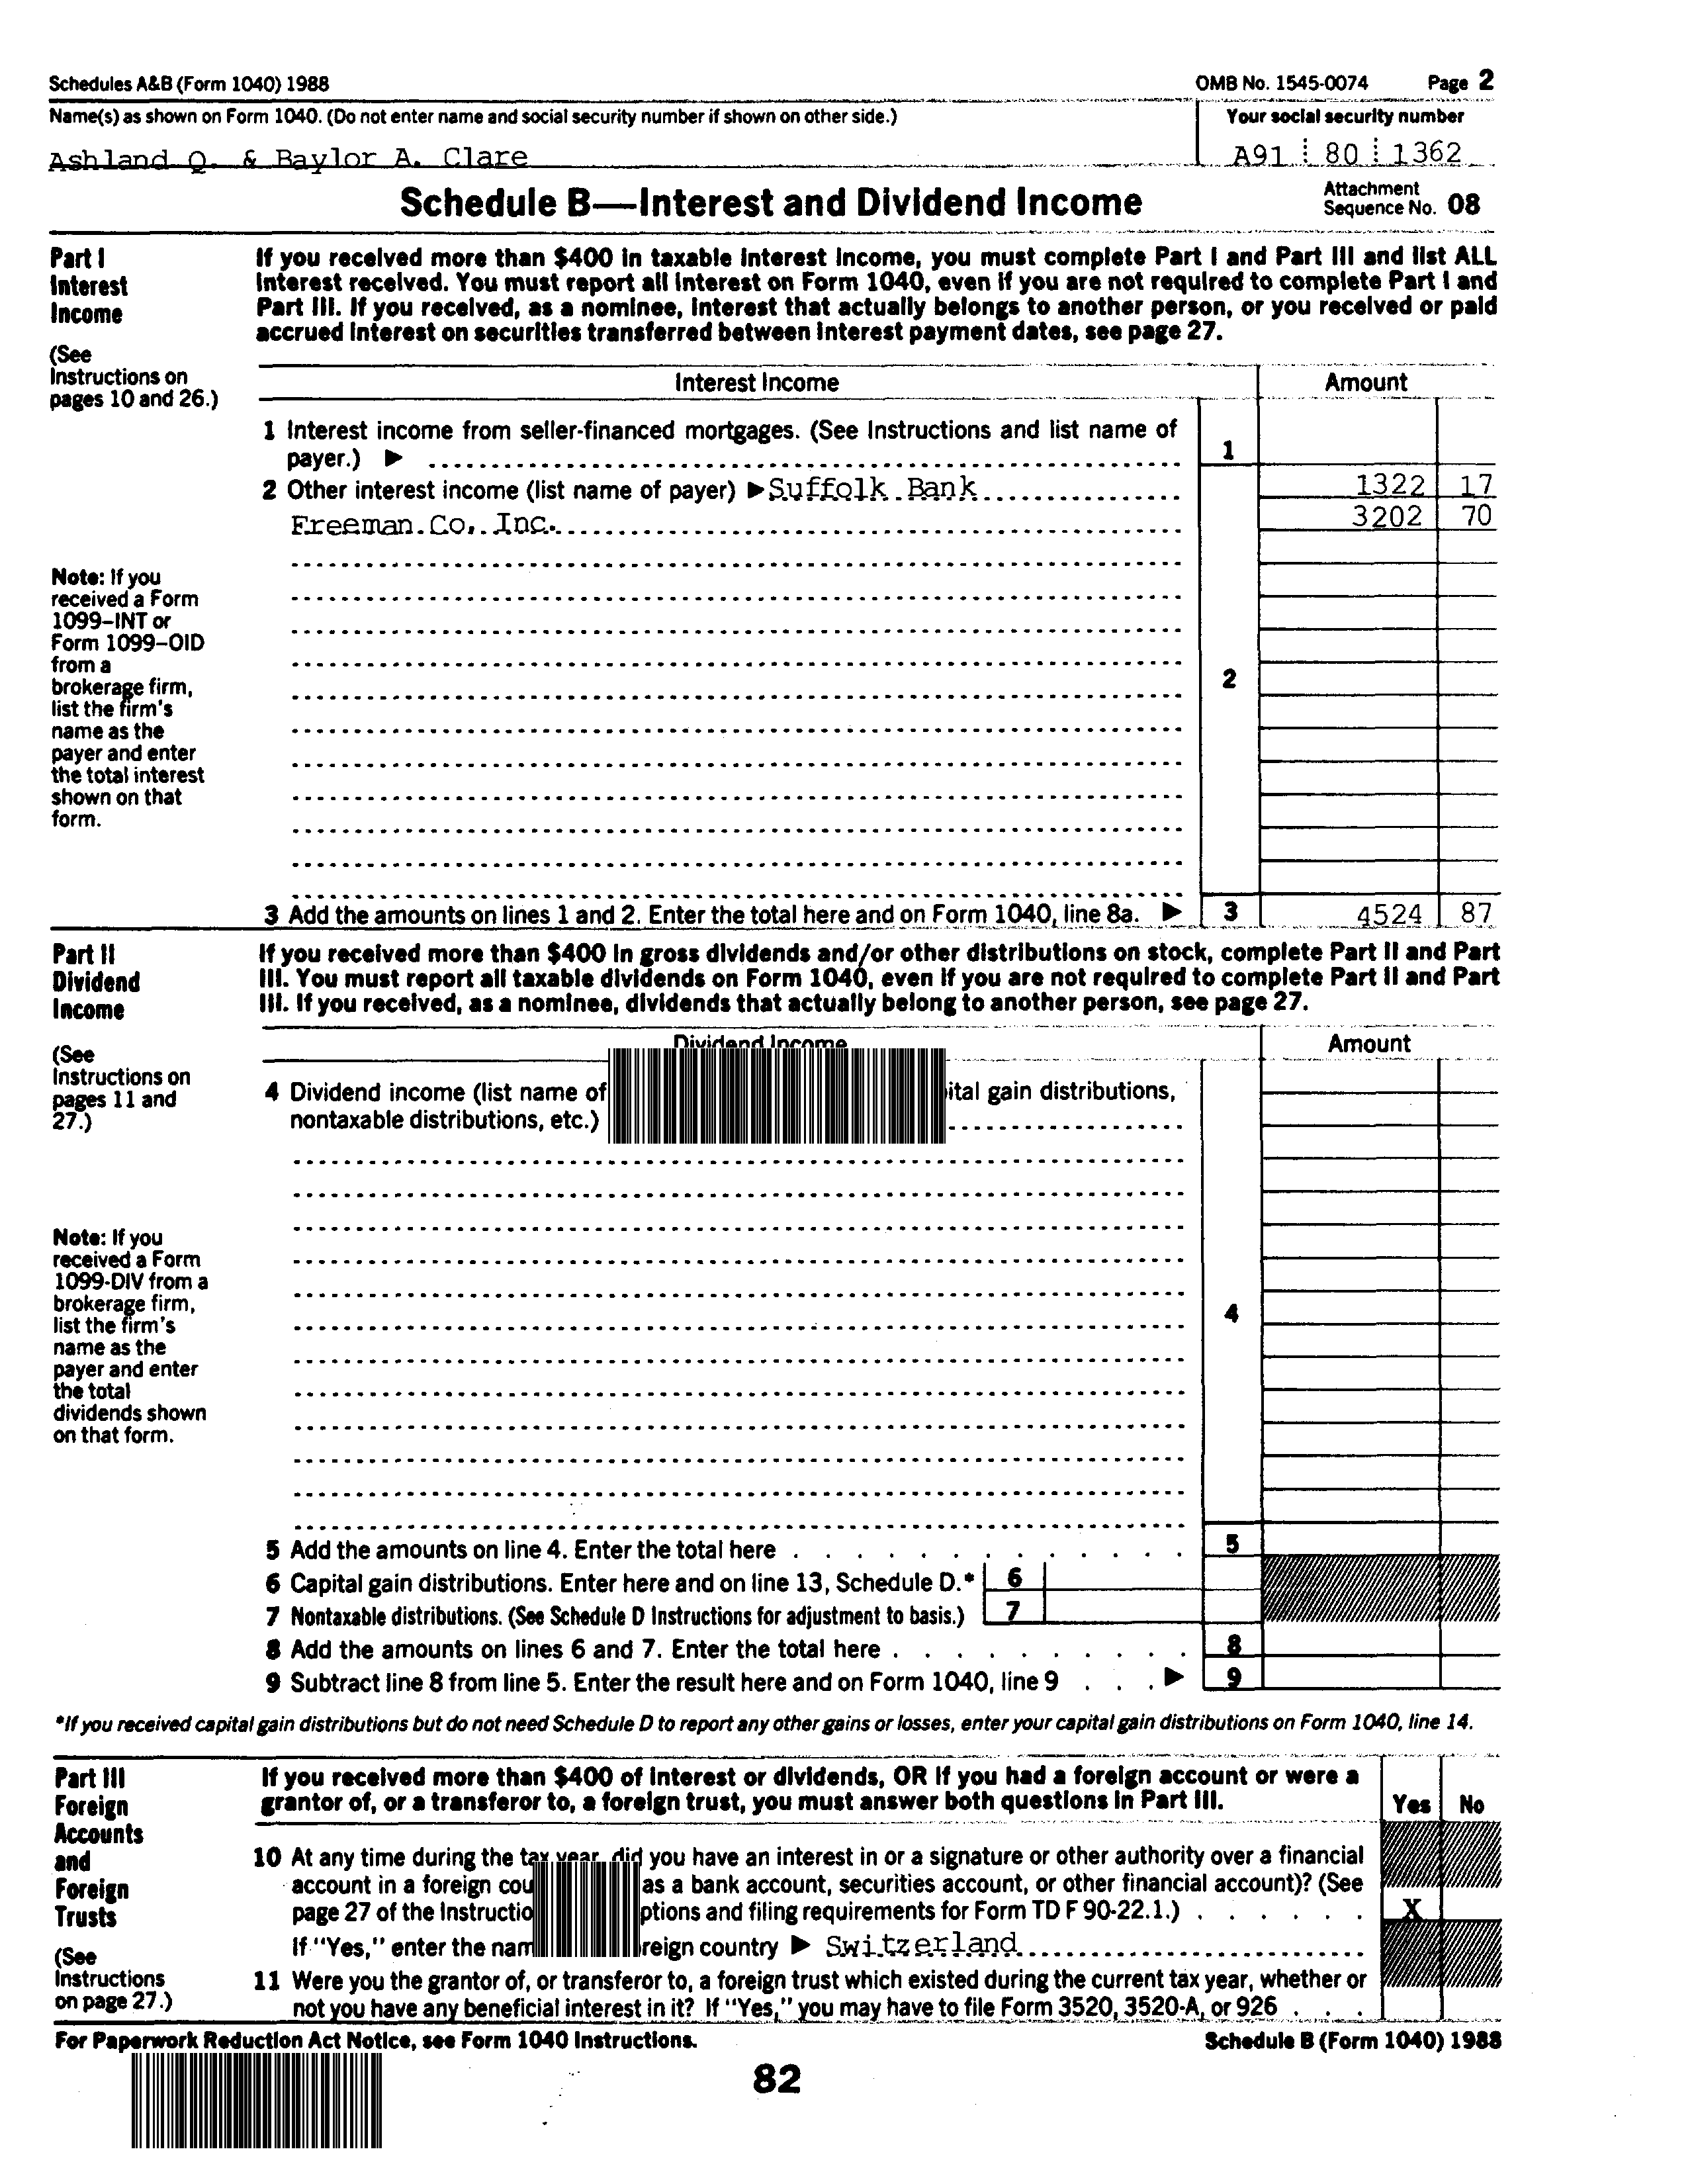 Schedules A&B (Form 1040) 1988 OMB No. 1545-0074 Page 2
Name(s) as shown on Form 1040. (Do not enter name and social security number if shown on other side.) Your social security number
Ashland Q. & Baylor A. Clare A91 80 1362
Schedule B—Interest and Dividend Income Attachment Sequence No. 08
Part I
Interest
Income
(See
Instructions on
pages 10 and 26.)
If you received more than $400 in taxable interest income, you must complete Part I and Part III and list ALL
interest received. You must report all interest on Form 1040, even if you are not required to complete Part I and
Part III. If you received, as a nominee, interest that actually belongs to another person, or you received or paid
accrued interest on securities transferred between interest payment dates, see page 27.
Interest Income Amount
1 Interest income from seller-financed mortgages. (See Instructions and list name of
payer.) ▶ 1
2 Other interest income (list name of payer) ▶ Suffolk Bank 1322 17
Freeman Co. Inc. 3202 70
Note: If you
received a Form
1099–INT or
Form 1099–OID
from a
brokerage firm,
list the firm's
name as the
payer and enter
the total interest
shown on that
form.
2
3 Add the amounts on lines 1 and 2. Enter the total here and on Form 1040, line 8a. ▶ 3 4524 87
Part II
Dividend
Income
(See
Instructions on
pages 11 and
27.)
If you received more than $400 in gross dividends and/or other distributions on stock, complete Part II and Part
III. You must report all taxable dividends on Form 1040, even if you are not required to complete Part II and Part
III. If you received, as a nominee, dividends that actually belong to another person, see page 27.
Dividend Income Amount
4 Dividend income (list name of ital gain distributions,
nontaxable distributions, etc.)
Note: If you
received a Form
1099-DIV from a
brokerage firm,
list the firm's
name as the
payer and enter
the total
dividends shown
on that form.
4
5 Add the amounts on line 4. Enter the total here 5
6 Capital gain distributions. Enter here and on line 13, Schedule D.* 6
7 Nontaxable distributions. (See Schedule D Instructions for adjustment to basis.) 7
8 Add the amounts on lines 6 and 7. Enter the total here 8
9 Subtract line 8 from line 5. Enter the result here and on Form 1040, line 9 ▶ 9
*If you received capital gain distributions but do not need Schedule D to report any other gains or losses, enter your capital gain distributions on Form 1040, line 14.
Part III
Foreign
Accounts
and
Foreign
Trusts
(See
Instructions
on page 27.)
If you received more than $400 of interest or dividends, OR if you had a foreign account or were a
grantor of, or a transferor to, a foreign trust, you must answer both questions in Part III. Yes No
10 At any time during the tax year, did you have an interest in or a signature or other authority over a financial
account in a foreign cou as a bank account, securities account, or other financial account)? (See
page 27 of the Instructio ptions and filing requirements for Form TD F 90-22.1.) X
If "Yes," enter the nam reign country ▶ Switzerland
11 Were you the grantor of, or transferor to, a foreign trust which existed during the current tax year, whether or
not you have any beneficial interest in it? If "Yes," you may have to file Form 3520, 3520-A, or 926
For Paperwork Reduction Act Notice, see Form 1040 Instructions. Schedule B (Form 1040) 1988
82